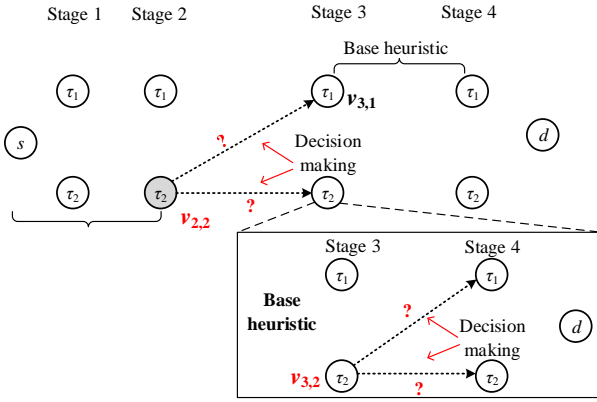 Stage 1 Stage 2 Stage 3 Stage 4
Base heuristic
τ1 τ1 τ1 τ1
v3,1
s ? Decision d
making
τ2 τ2 τ2 τ2
v2,2 ?
Stage 3 Stage 4
τ1 τ1
Base ? d
heuristic Decision
making
v3,2 τ2 τ2
?